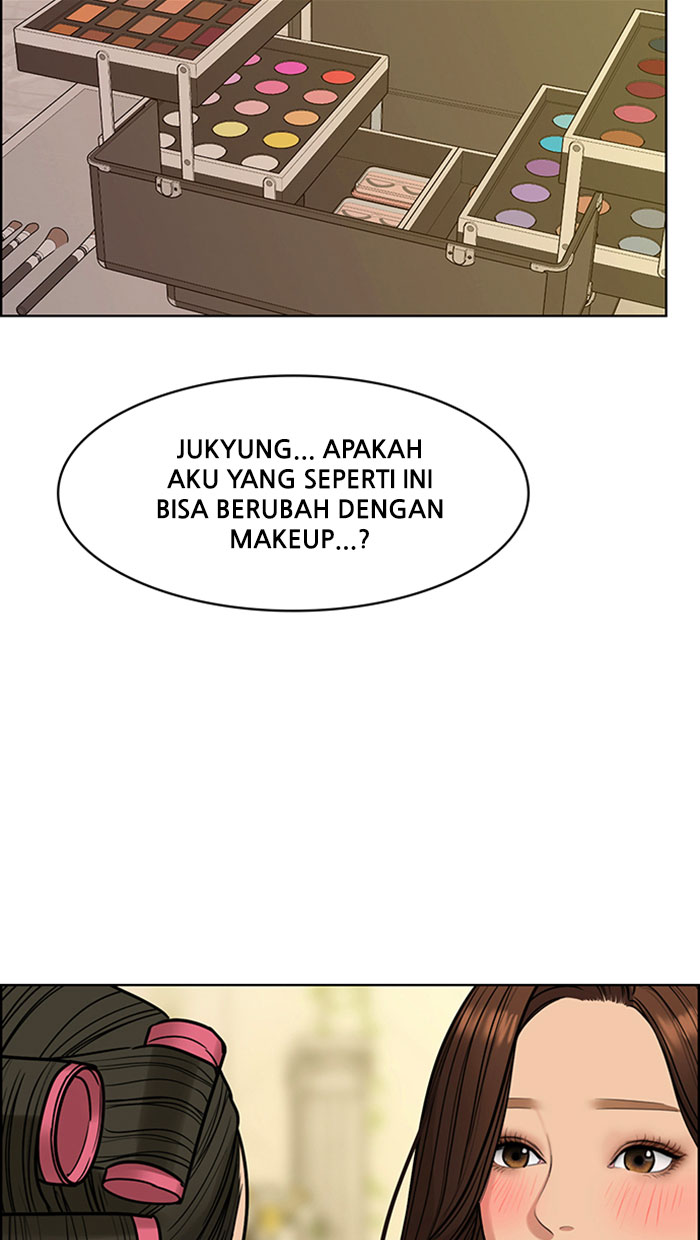 JUKYUNG... APAKAH
AKU YANG SEPERTI INI
BISA BERUBAH DENGAN
MAKEUP...?